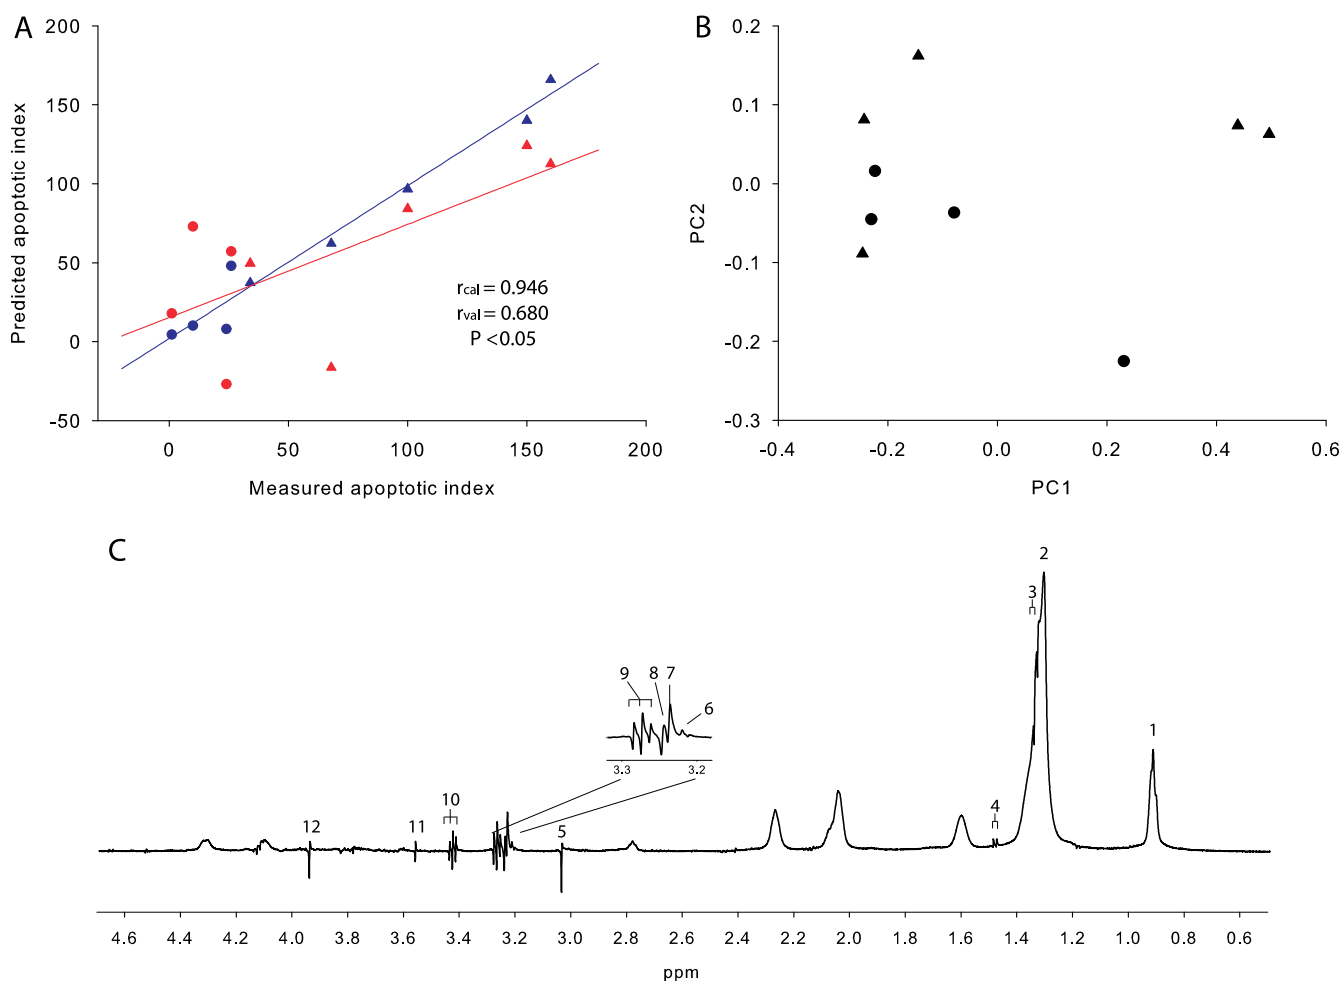 A
200
150
100
50
0
-50
Predicted apoptotic index
rcal = 0.946
rval = 0.680
P <0.05
0 50 100 150 200
Measured apoptotic index
B
0.2
0.1
0.0
-0.1
-0.2
-0.3
PC2
-0.4 -0.2 0.0 0.2 0.4 0.6
PC1
C
2
3
9 8 7
6
1
3.3 3.2
10
4
12 11 5
4.6 4.4 4.2 4.0 3.8 3.6 3.4 3.2 3.0 2.8 2.6 2.4 2.2 2.0 1.8 1.6 1.4 1.2 1.0 0.8 0.6
ppm